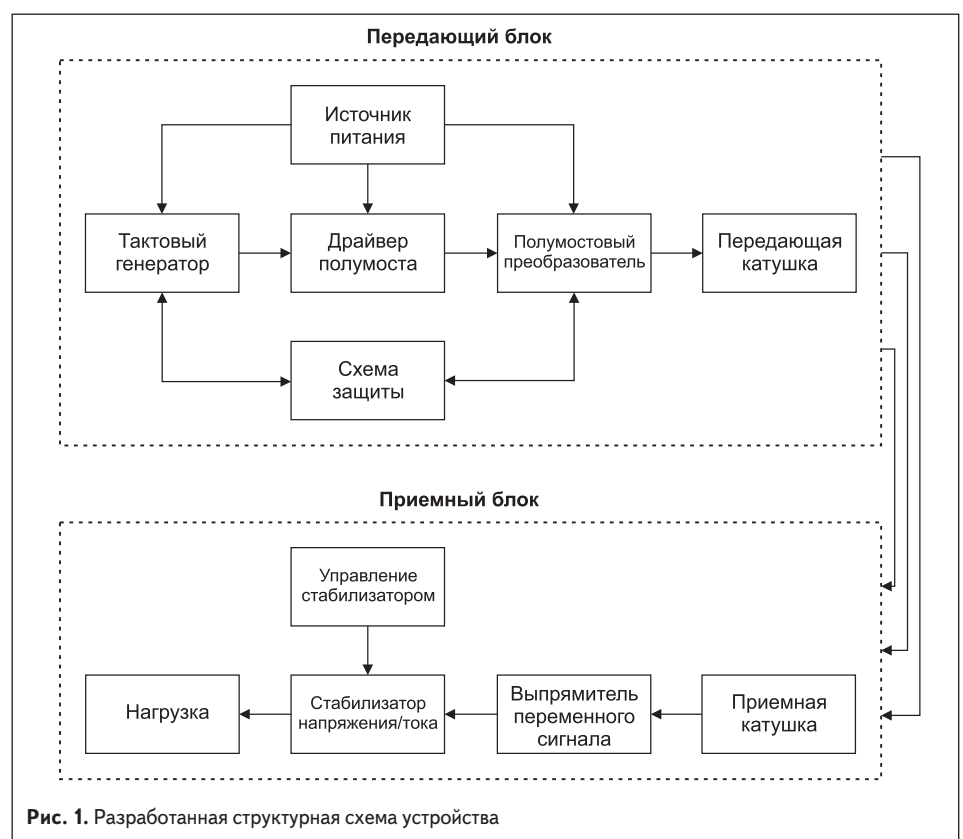 Передающий блок
Источник
питания
Тактовый
генератор
Драйвер
полумоста
Полумостовый
преобразователь
Передающая
катушка
Схема
защиты
Приемный блок
Управление
стабилизатором
Нагрузка
Стабилизатор
напряжения/тока
Выпрямитель
переменного
сигнала
Приемная
катушка
Рис. 1. Разработанная структурная схема устройства